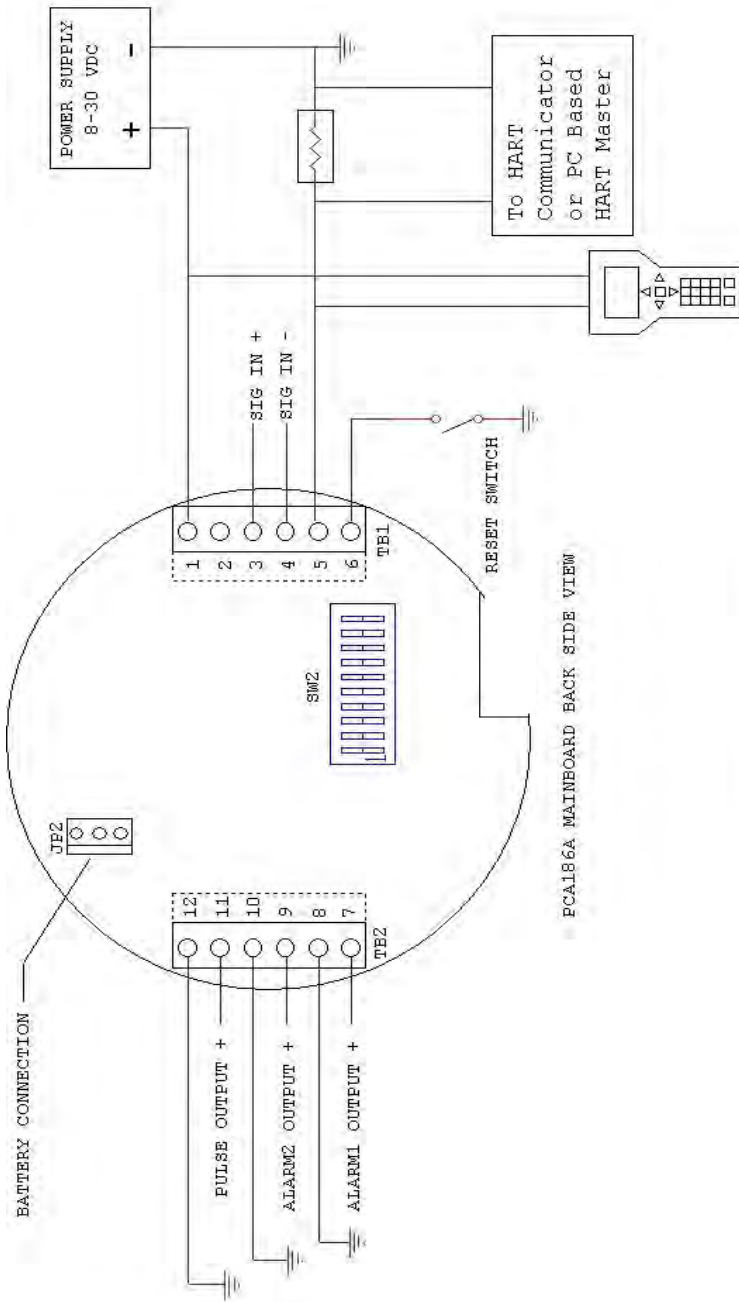 POWER SUPPLY
8-30 VDC
+
-
To HART
Communicator
or PC Based
HART Master
SIG IN +
SIG IN -
RESET SWITCH
1
2
3
4
5
6
TB1
SW2
1
PCA186A MAINBOARD BACK SIDE VIEW
JP2
BATTERY CONNECTION
12
11
10
9
8
7
TB2
PULSE OUTPUT +
ALARM2 OUTPUT +
ALARM1 OUTPUT +